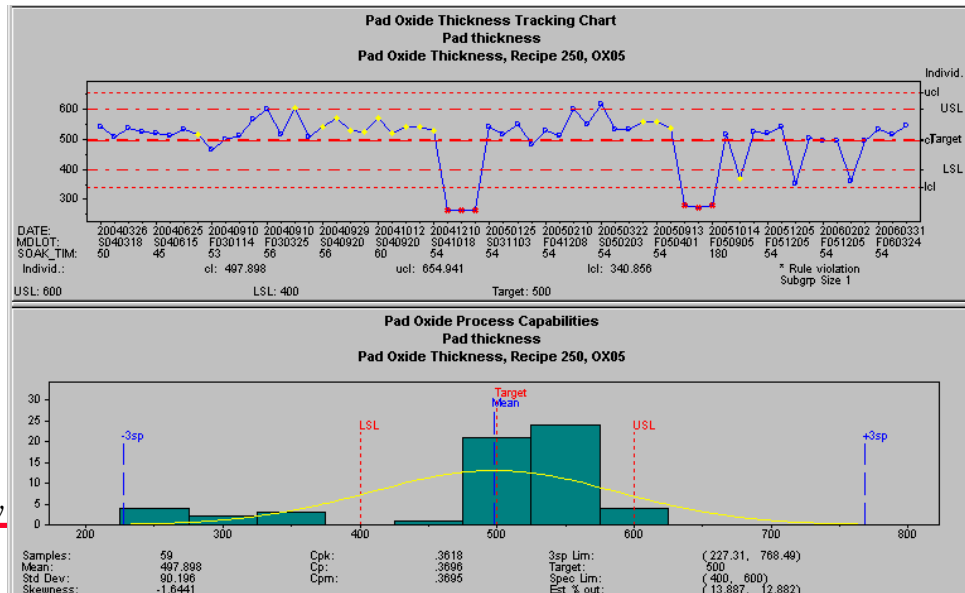 Pad Oxide Thickness Tracking Chart
Pad thickness
Pad Oxide Thickness, Recipe 250, OX05
Individ.
600 ucl
USL
500 cl Target
400 LSL
300 lcl
DATE: 20040326 20040625 20040910 20040910 20040929 20041012 20041210 20050125 20050210 20050322 20050913 20051014 20051205 20060202 20060331
MDLOT: S040318 S040615 F030114 F030325 S040920 S040920 S041018 S031103 F041208 S050203 F050401 F050905 F051205 F051205 F060324
SOAK_TIM: 50 45 53 56 56 60 54 54 54 54 54 180 54 54 54
Individ.: cl: 497.898 ucl: 654.941 lcl: 340.856 * Rule violation
Subgrp Size 1
USL: 600 LSL: 400 Target: 500
Pad Oxide Process Capabilities
Pad thickness
Pad Oxide Thickness, Recipe 250, OX05
30 Target
Mean
25 LSL USL
20 -3sp +3sp
15
10
5
0
200 300 400 500 600 700 800
Samples: 59 Cpk: .3618 3sp Lim: ( 227.31, 768.49)
Mean: 497.898 Cp: .3696 Target: 500
Std Dev: 90.196 Cpm: .3695 Spec Lim: ( 400, 600)
Skewness: -1.6441 Est % out: ( 13.887, 12.882)